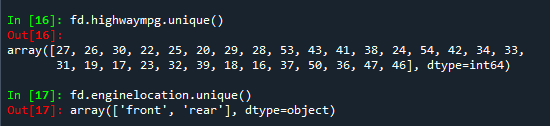 In [16]: fd.highwaympg.unique()
Out[16]:
array([27, 26, 30, 22, 25, 20, 29, 28, 53, 43, 41, 38, 24, 54, 42, 34, 33,
31, 19, 17, 23, 32, 39, 18, 16, 37, 50, 36, 47, 46], dtype=int64)
In [17]: fd.enginelocation.unique()
Out[17]: array(['front', 'rear'], dtype=object)